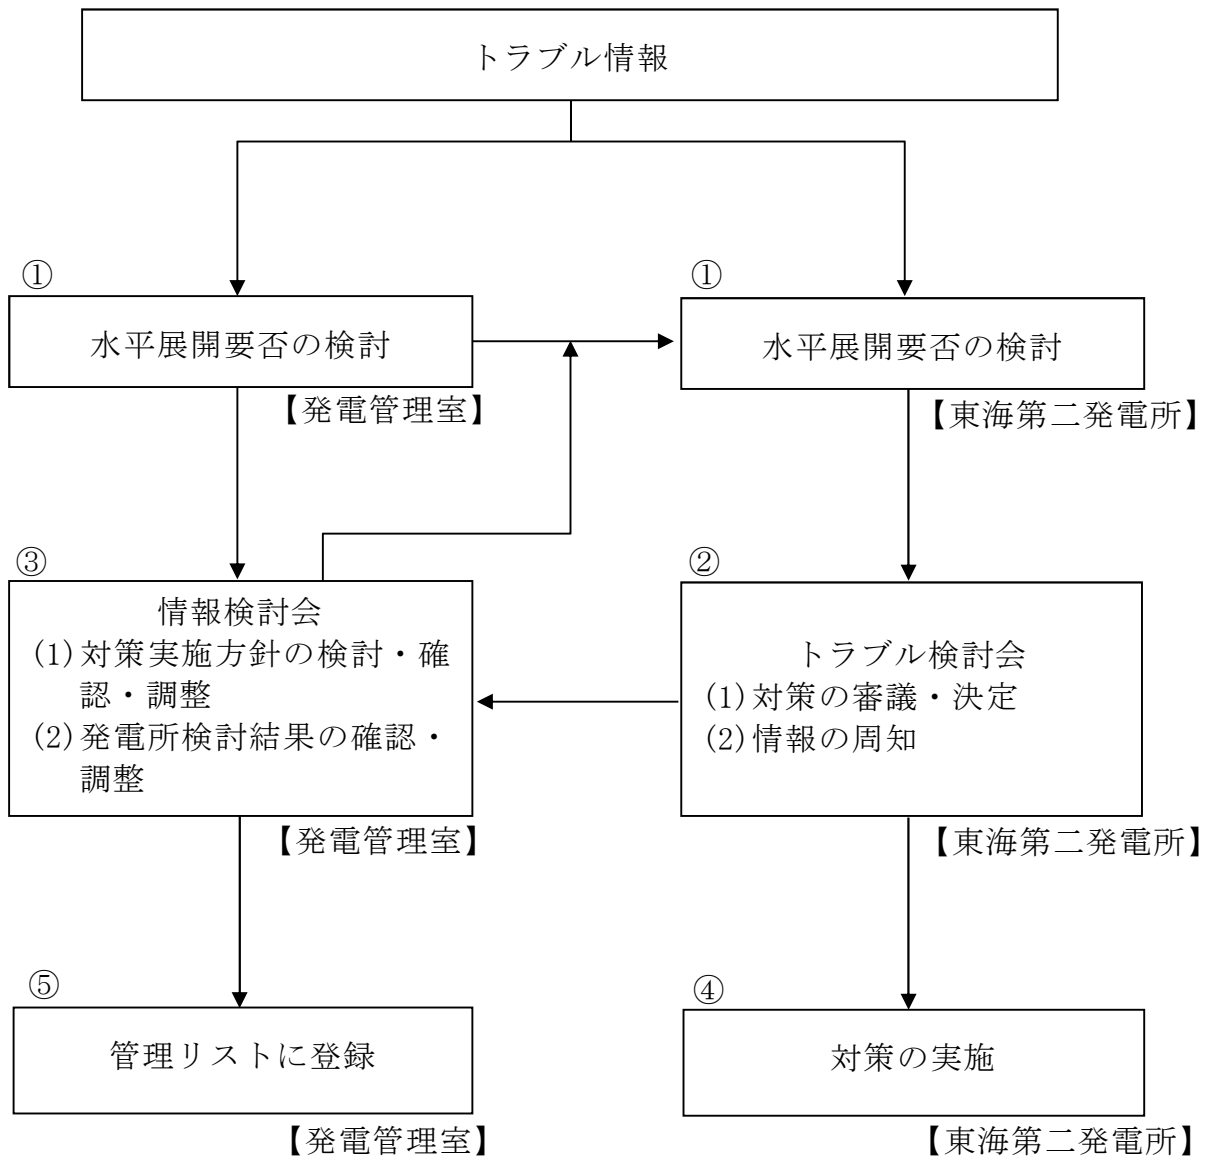 トラブル情報
①
水平展開要否の検討
【発電管理室】
①
水平展開要否の検討
【東海第二発電所】
③
情報検討会
(1)対策実施方針の検討・確
認・調整
(2)発電所検討結果の確認・
調整
【発電管理室】
②
トラブル検討会
(1)対策の審議・決定
(2)情報の周知
【東海第二発電所】
⑤
管理リストに登録
【発電管理室】
④
対策の実施
【東海第二発電所】